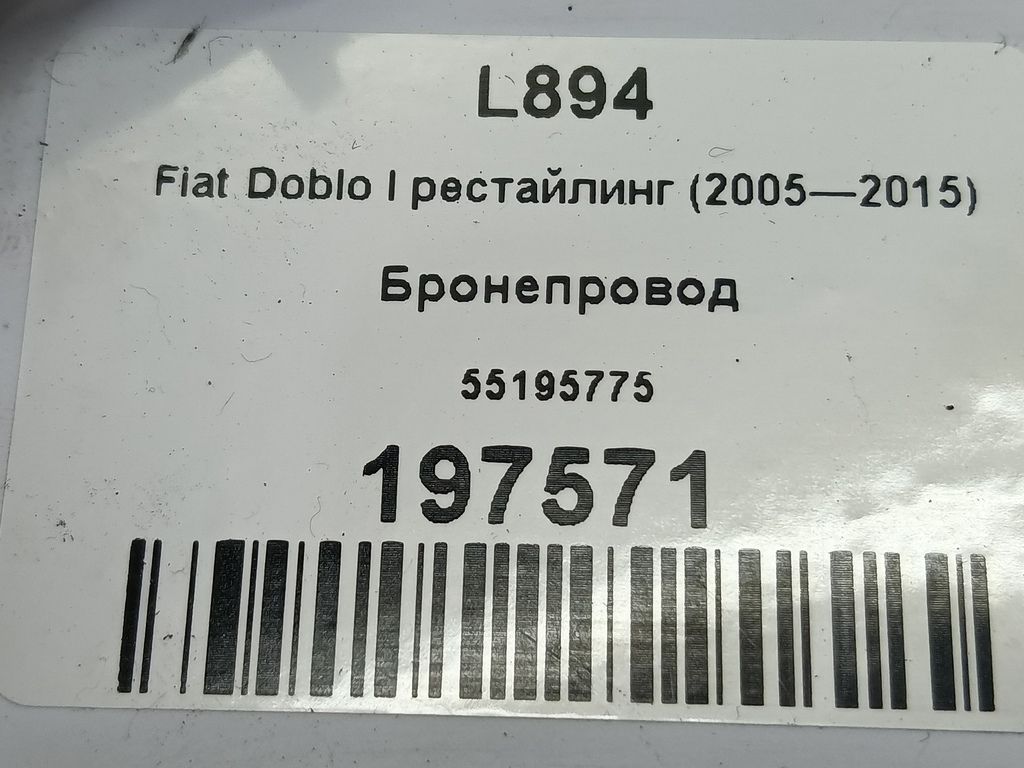 L894
Fiat Doblo I рестайлинг (2005—2015)
Бронепровод
55195775
197571